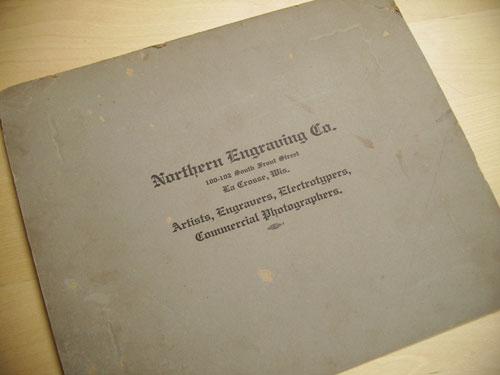 Northern Engraving Co.
100-102 South Front Street
La Crosse, Wis.
Artists, Engravers, Electrotypers,
Commercial Photographers.